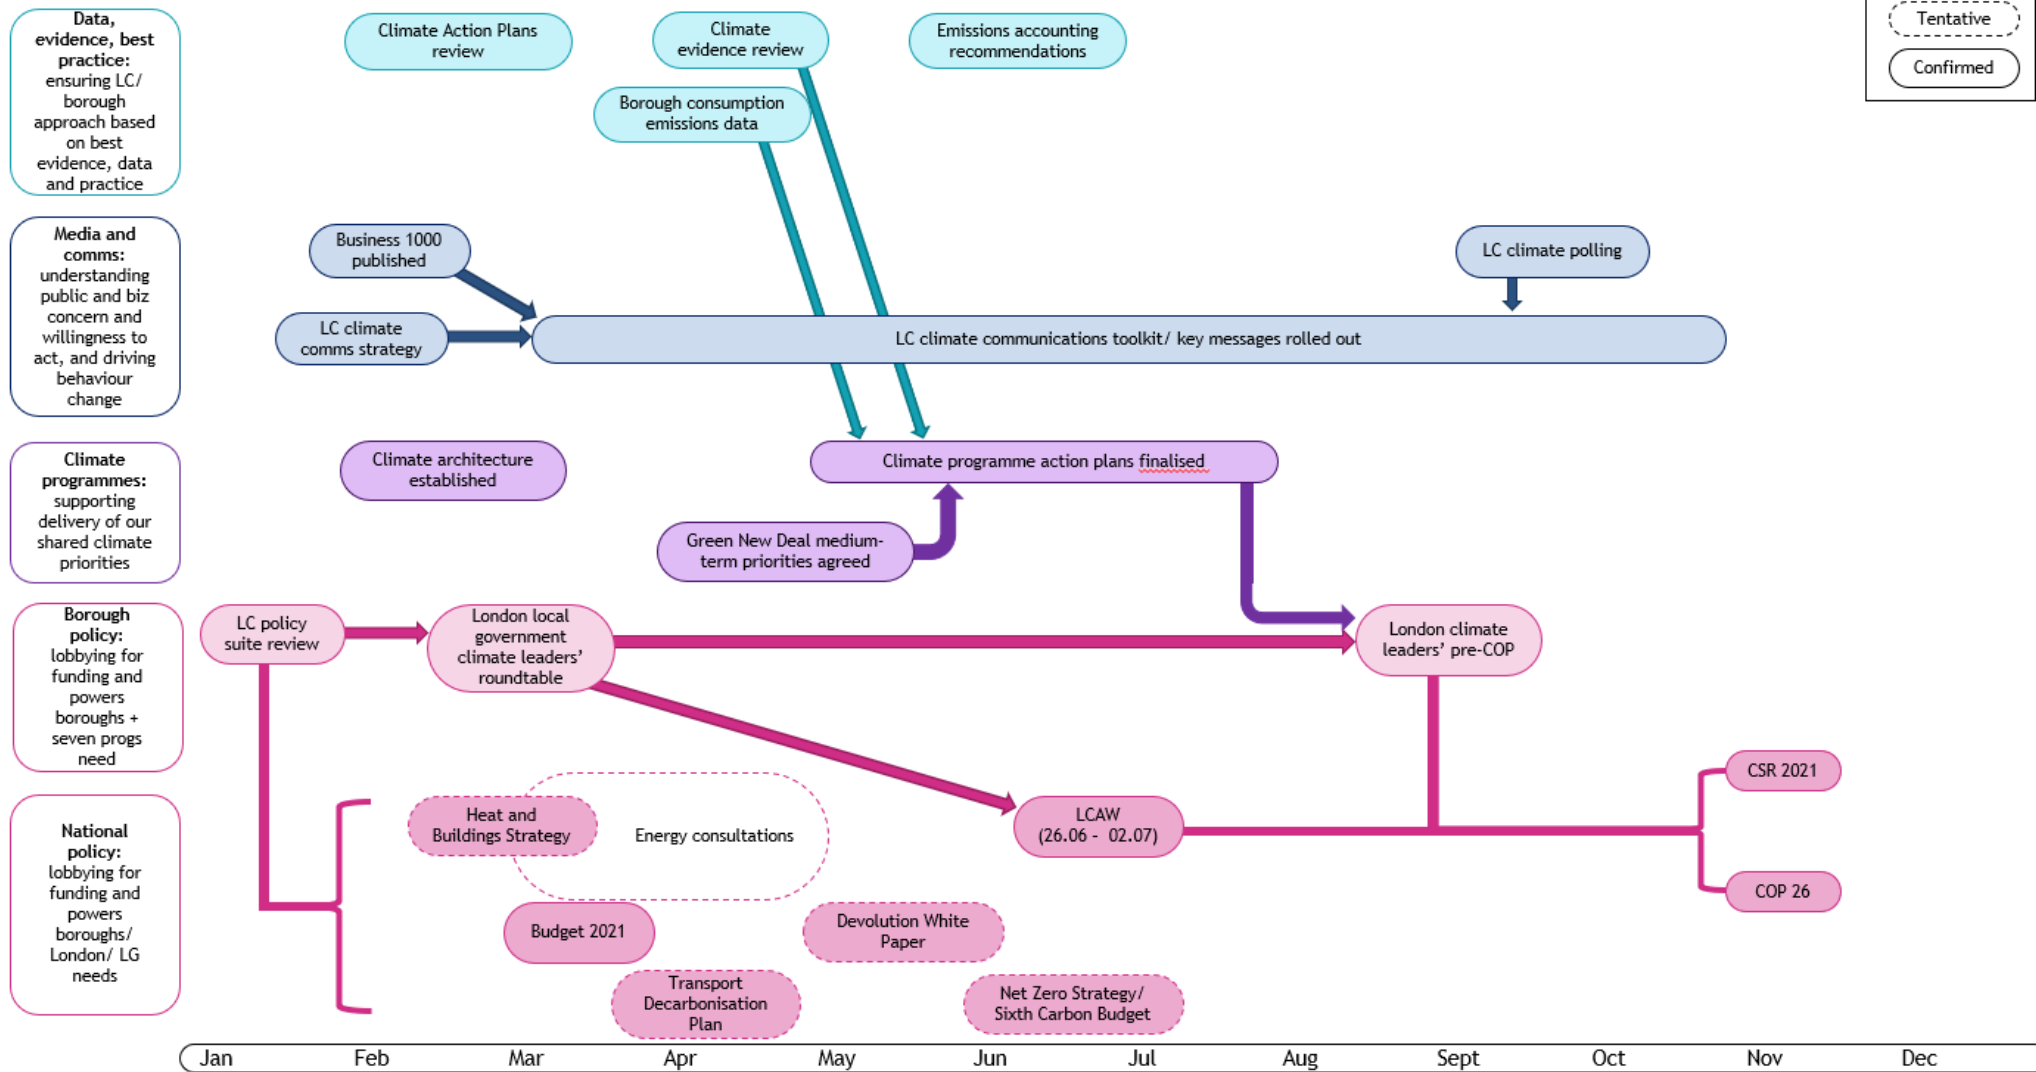 Tentative
Confirmed
Data,
evidence, best
practice:
ensuring LC/
borough
approach based
on best
evidence, data
and practice
Climate Action Plans
review
Climate
evidence review
Emissions accounting
recommendations
Borough consumption
emissions data
Media and
comms:
understanding
public and biz
concern and
willingness to
act, and driving
behaviour
change
Business 1000
published
LC climate
comms strategy
LC climate communications toolkit/ key messages rolled out
LC climate polling
Climate
programmes:
supporting
delivery of our
shared climate
priorities
Climate architecture
established
Climate programme action plans finalised
Green New Deal medium-
term priorities agreed
Borough
policy:
lobbying for
funding and
powers
boroughs +
seven progs
need
LC policy
suite review
London local
government
climate leaders’
roundtable
London climate
leaders’ pre-COP
National
policy:
lobbying for
funding and
powers
boroughs/
London/ LG
needs
Heat and
Buildings Strategy
Energy consultations
LCAW
(26.06 - 02.07)
CSR 2021
COP 26
Budget 2021
Devolution White
Paper
Transport
Decarbonisation
Plan
Net Zero Strategy/
Sixth Carbon Budget
Jan Feb Mar Apr May Jun Jul Aug Sept Oct Nov Dec